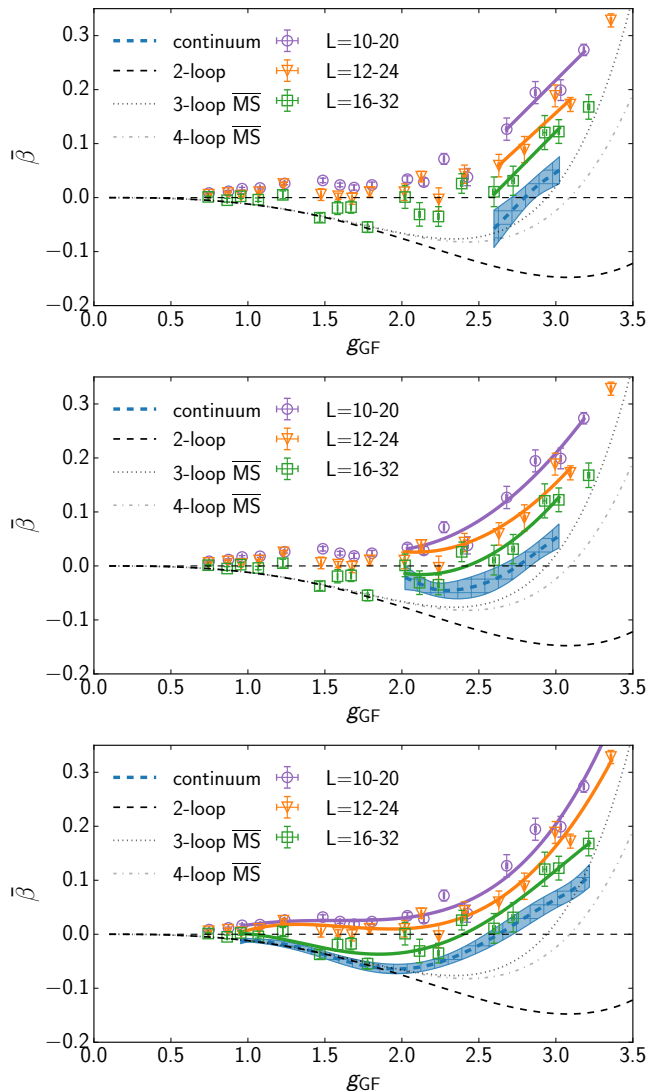 0.3
0.2
0.1
0.0
−0.1
−0.2
β̄
continuum
2-loop
3-loop M̅S̅
4-loop M̅S̅
L=10-20
L=12-24
L=16-32
0.0 0.5 1.0 1.5 2.0 2.5 3.0 3.5
gGF
0.3
0.2
0.1
0.0
−0.1
−0.2
β̄
continuum
2-loop
3-loop M̅S̅
4-loop M̅S̅
L=10-20
L=12-24
L=16-32
0.0 0.5 1.0 1.5 2.0 2.5 3.0 3.5
gGF
0.3
0.2
0.1
0.0
−0.1
−0.2
β̄
continuum
2-loop
3-loop M̅S̅
4-loop M̅S̅
L=10-20
L=12-24
L=16-32
0.0 0.5 1.0 1.5 2.0 2.5 3.0 3.5
gGF